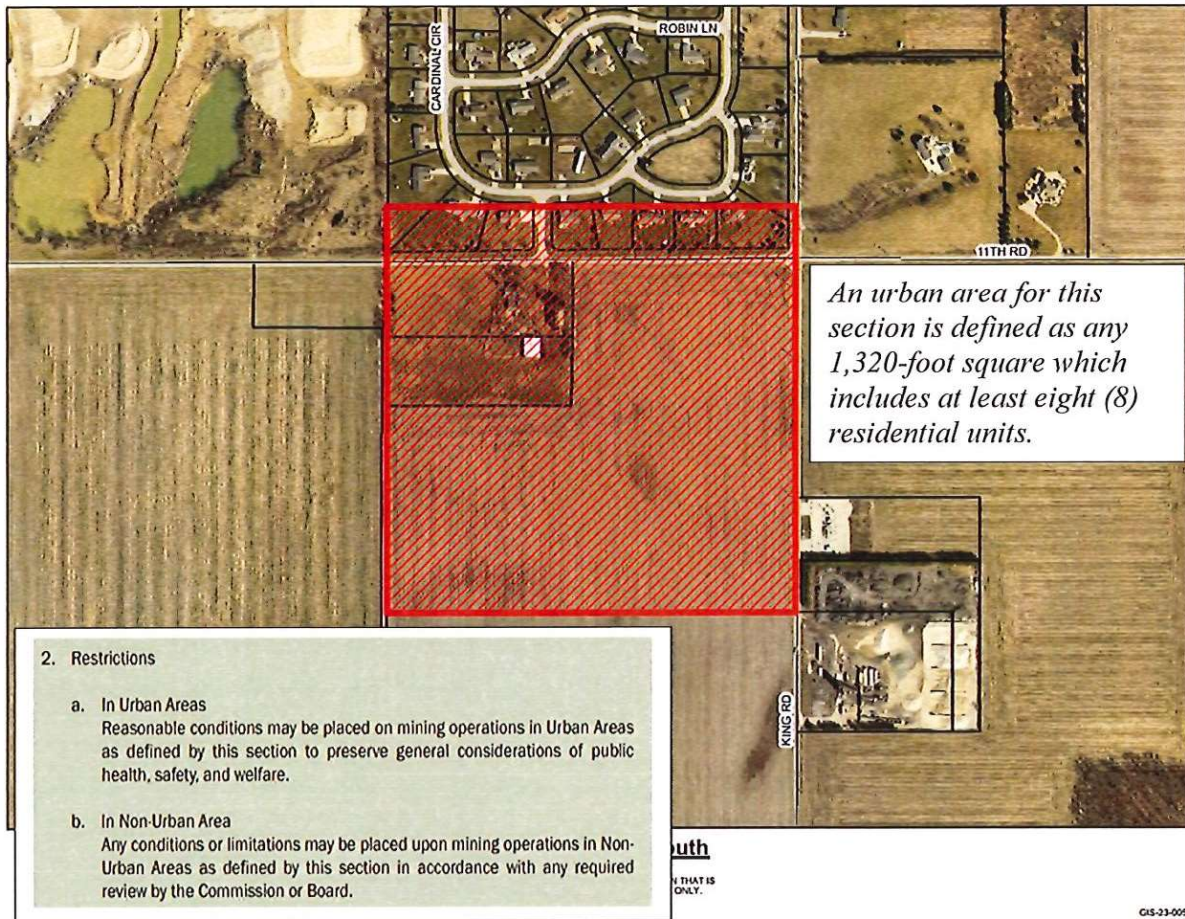 ROBIN LN
CARDINAL CIR
11TH RD
An urban area for this
section is defined as any
1,320-foot square which
includes at least eight (8)
residential units.
KING RD
2. Restrictions
a. In Urban Areas
Reasonable conditions may be placed on mining operations in Urban Areas
as defined by this section to preserve general considerations of public
health, safety, and welfare.
b. In Non-Urban Area
Any conditions or limitations may be placed upon mining operations in Non-
Urban Areas as defined by this section in accordance with any required
review by the Commission or Board.
uth
THAT IS
ONLY.